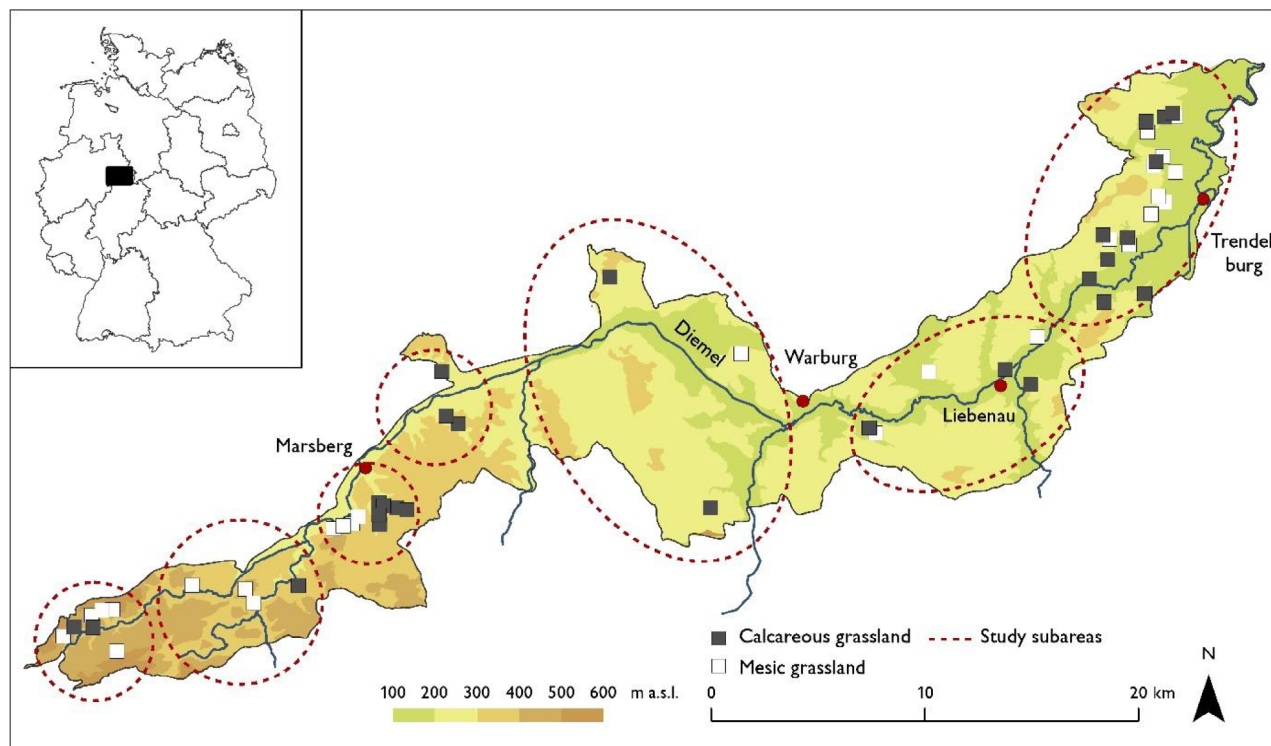 Trendel
burg
Diemel
Warburg
Liebenau
Marsberg
Calcareous grassland
Study subareas
Mesic grassland
N
100 200 300 400 500 600 m a.s.l.
0 10 20 km